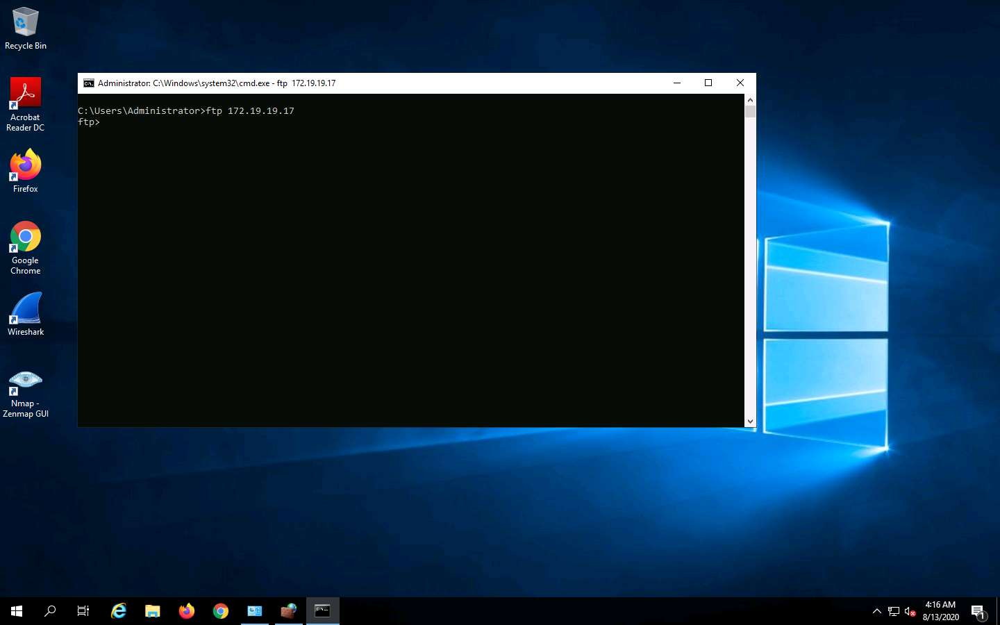 Recycle Bin
Acrobat
Reader DC
Firefox
Google
Chrome
Wireshark
Nmap -
Zenmap GUI
Administrator: C:\Windows\system32\cmd.exe - ftp  172.19.19.17
C:\Users\Administrator>ftp 172.19.19.17
ftp>
4:16 AM
8/13/2020
1